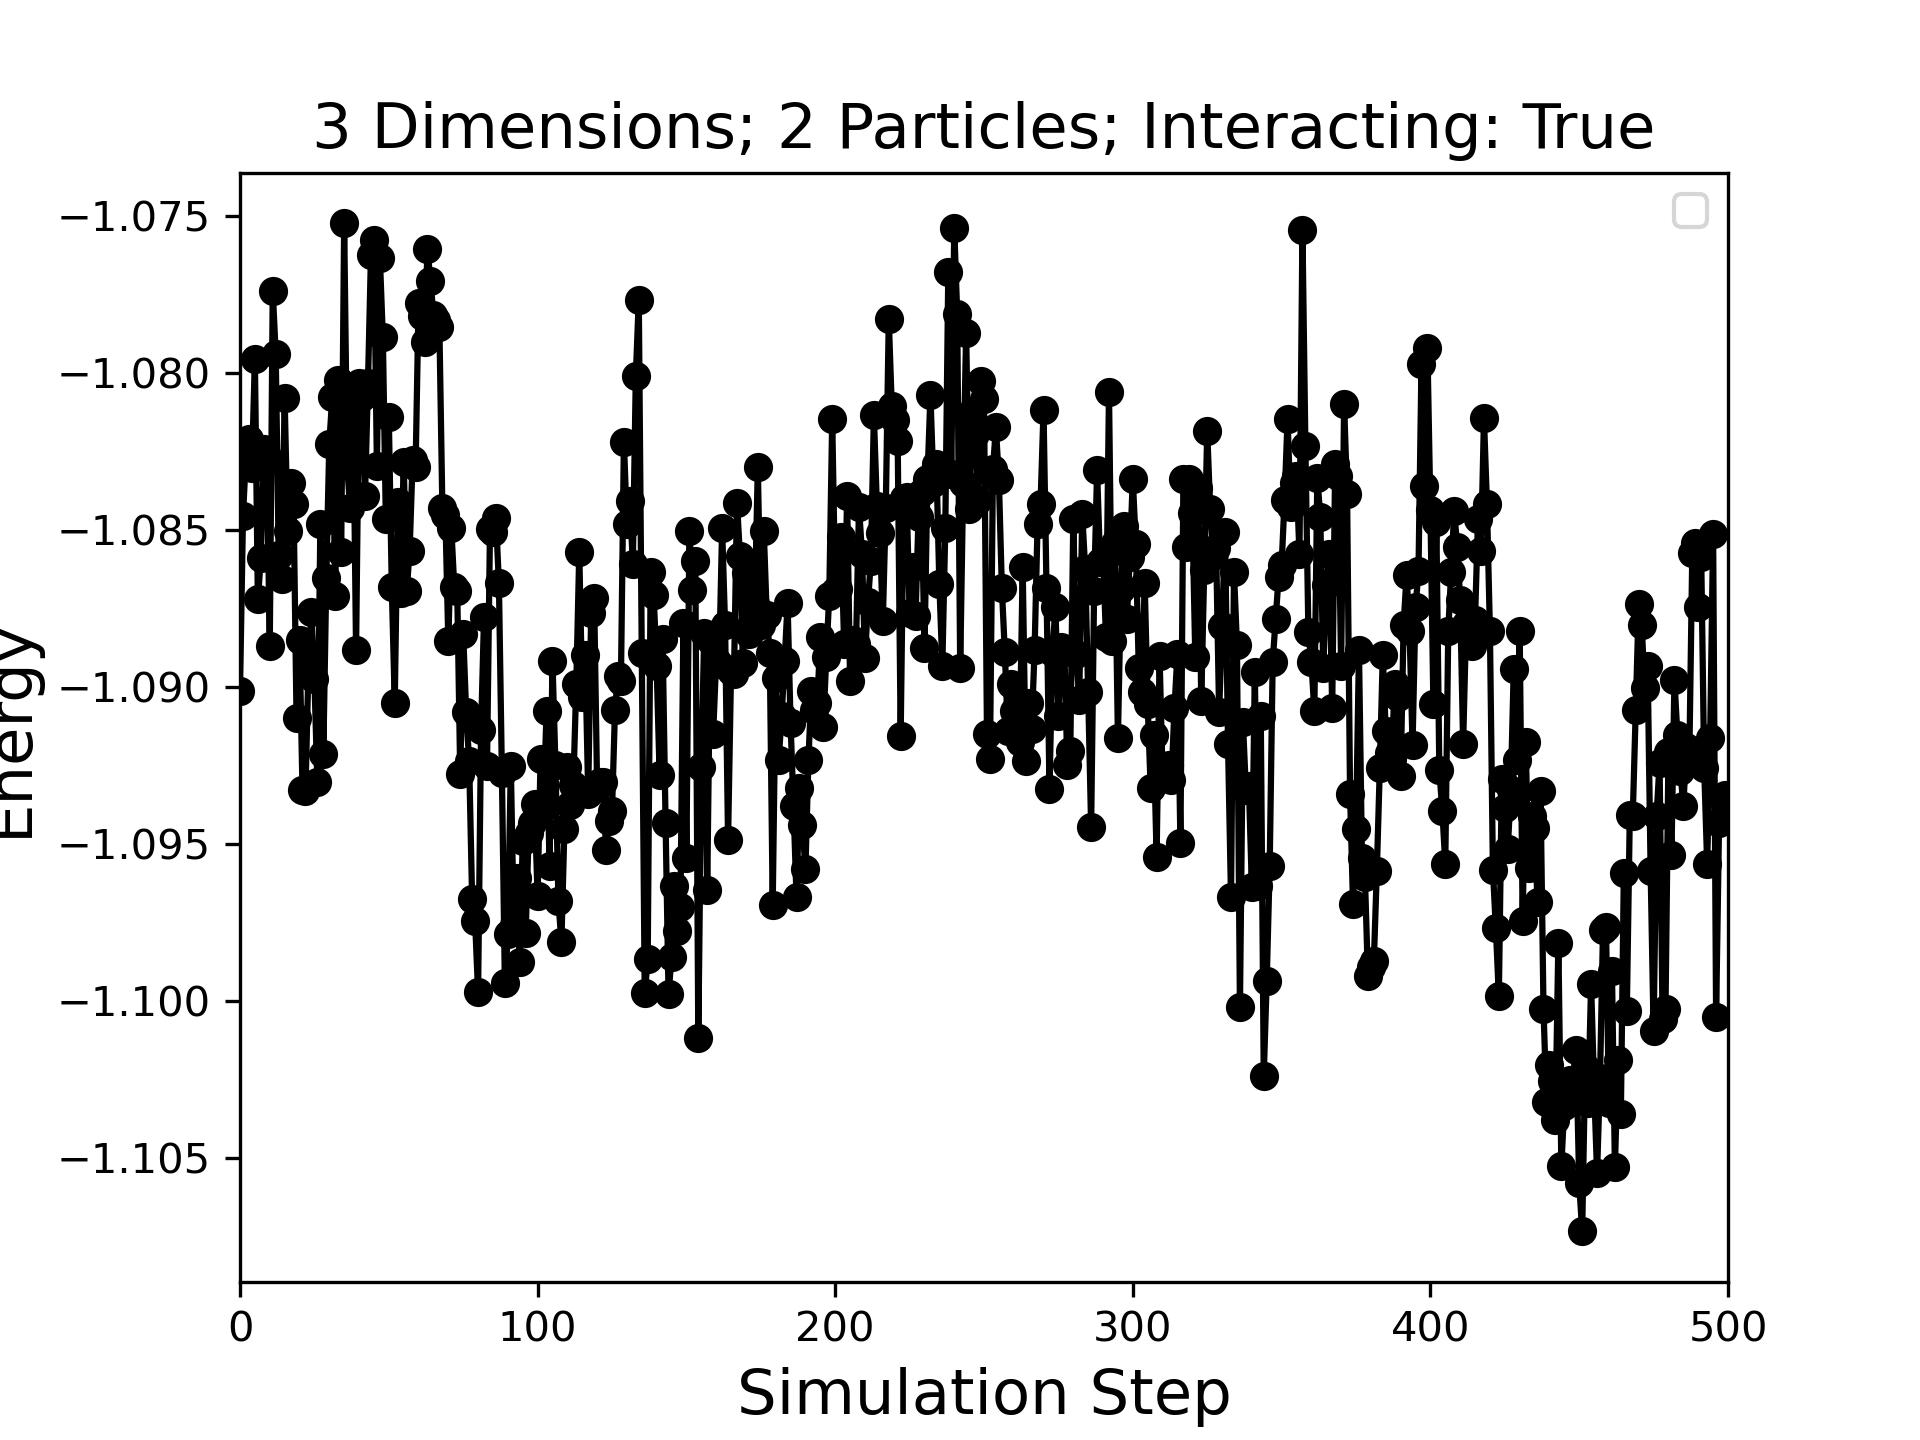 3 Dimensions; 2 Particles; Interacting: True
−1.075
−1.080
−1.085
−1.090
−1.095
−1.100
−1.105
Energy
0 100 200 300 400 500
Simulation Step